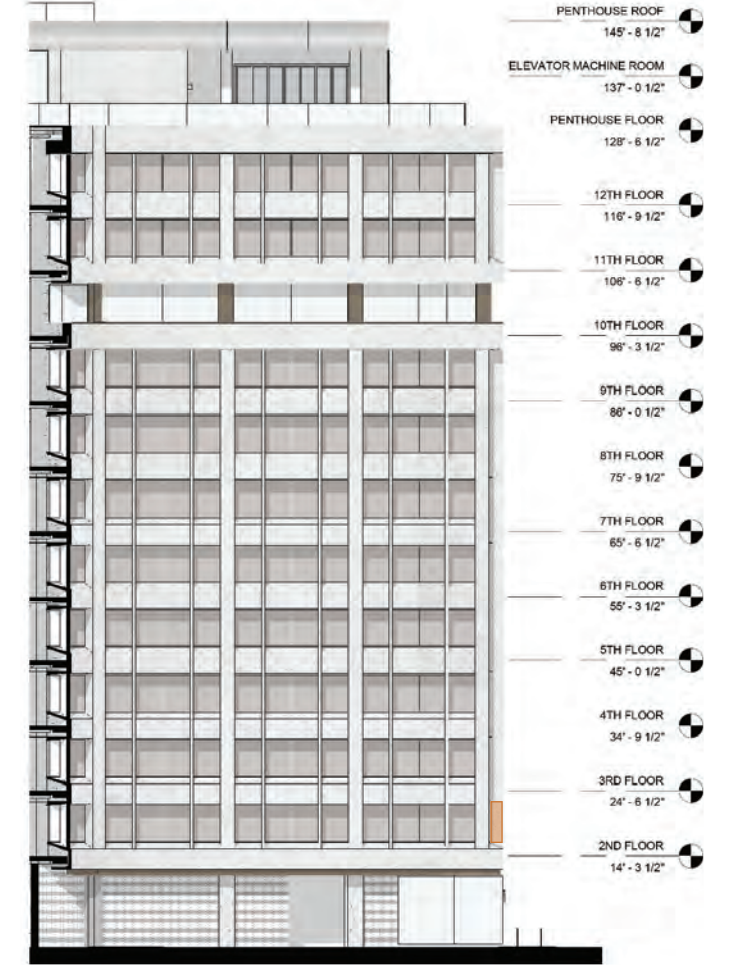 PENTHOUSE ROOF
145' - 8 1/2"
ELEVATOR MACHINE ROOM
137' - 0 1/2"
PENTHOUSE FLOOR
128' - 6 1/2"
12TH FLOOR
116' - 9 1/2"
11TH FLOOR
106' - 6 1/2"
10TH FLOOR
96' - 3 1/2"
9TH FLOOR
86' - 0 1/2"
8TH FLOOR
75' - 9 1/2"
7TH FLOOR
65' - 6 1/2"
6TH FLOOR
55' - 3 1/2"
5TH FLOOR
45' - 0 1/2"
4TH FLOOR
34' - 9 1/2"
3RD FLOOR
24' - 6 1/2"
2ND FLOOR
14' - 3 1/2"